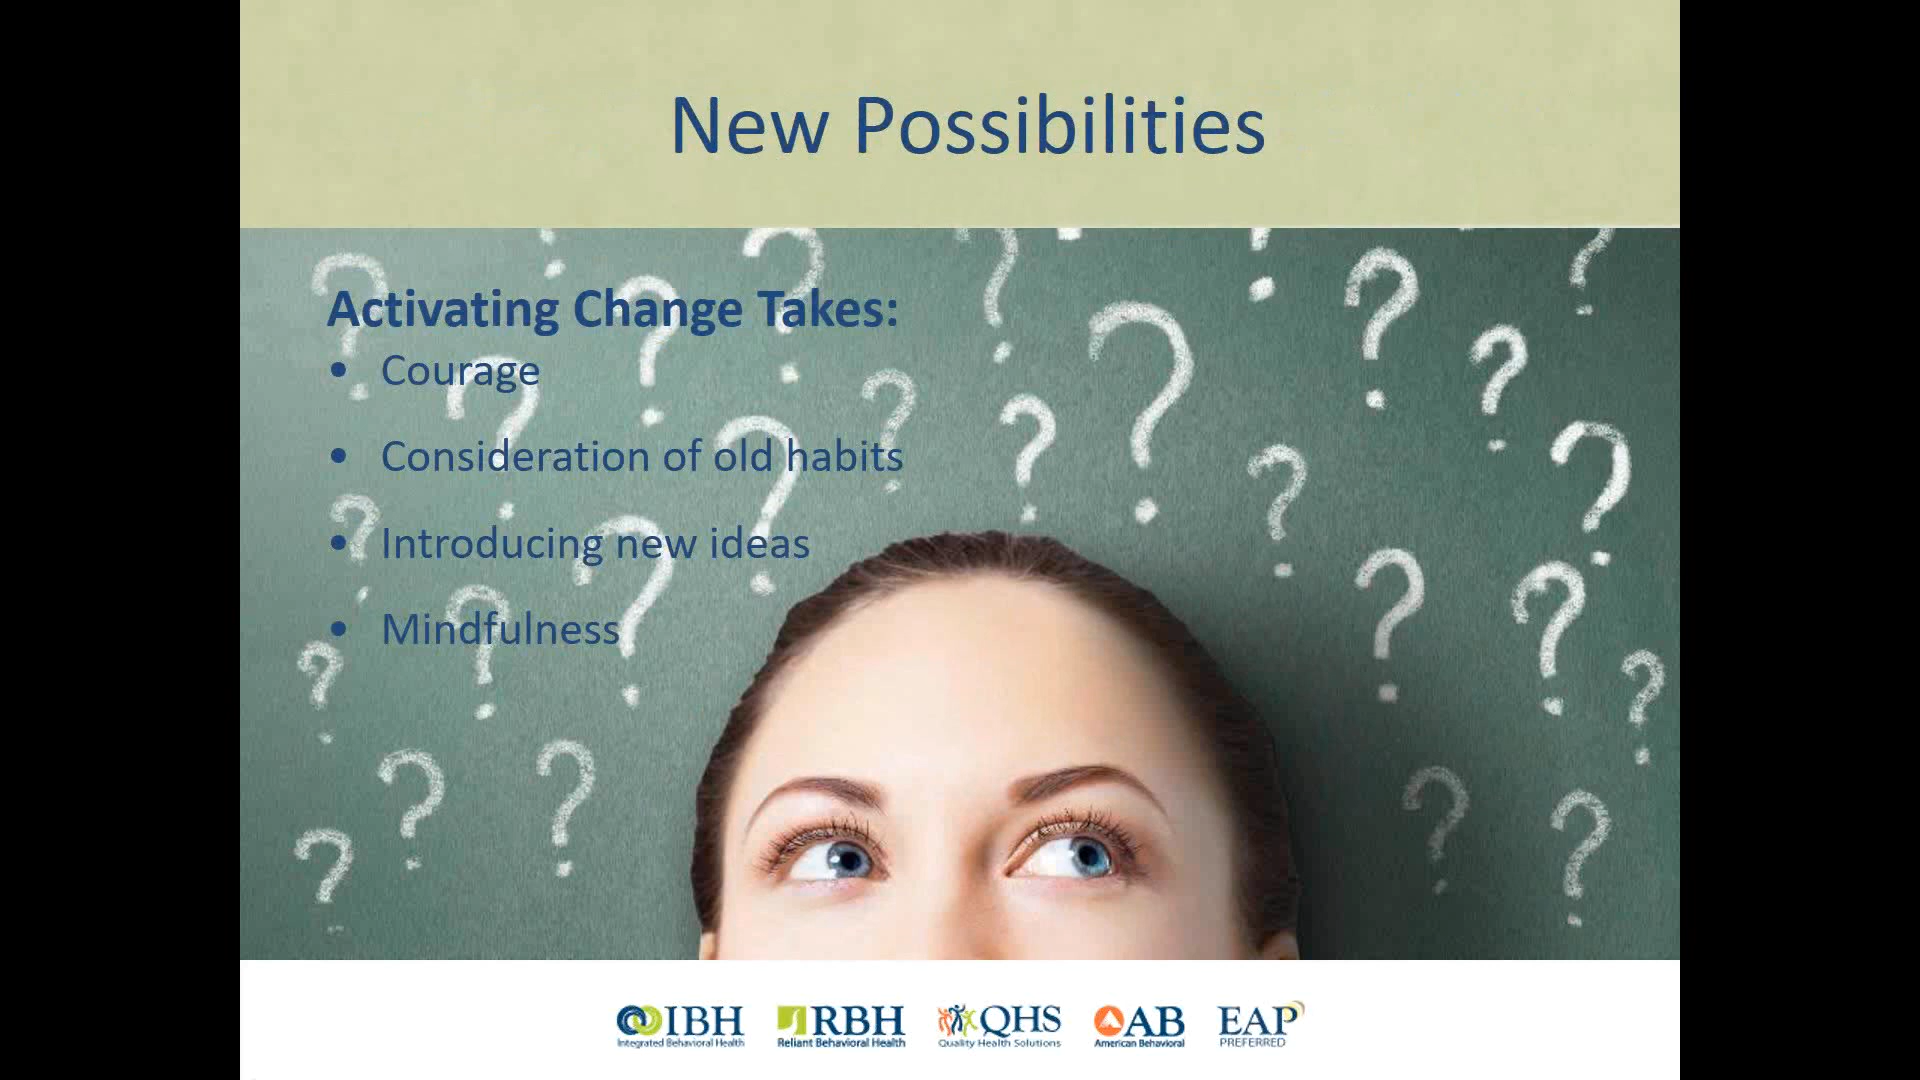 New Possibilities
Activating Change Takes:
• Courage
• Consideration of old habits
• Introducing new ideas
• Mindfulness
IBH RBH QHS AB EAP
Integrated Behavioral Health Reliant Behavioral Health Quality Health Solutions American Behavioral PREFERRED